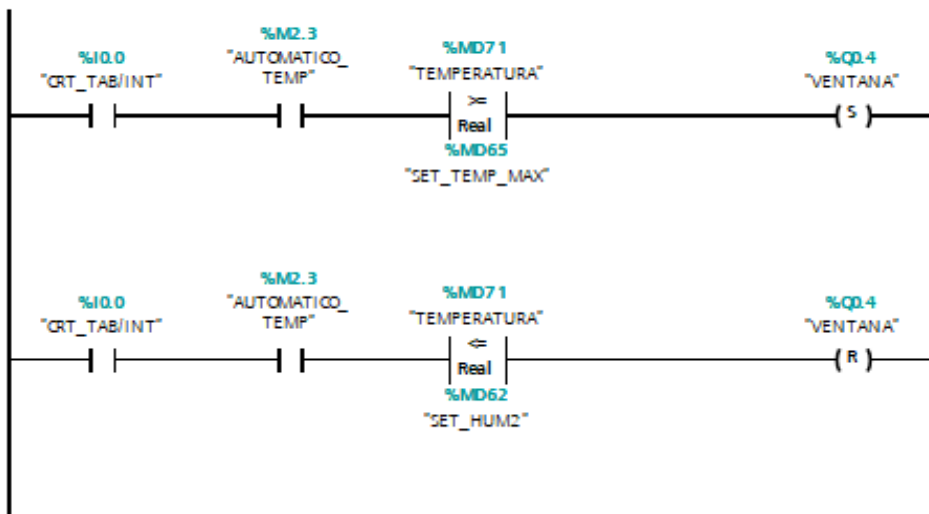 %I0.0
"CRT_TAB/INT"
%M2.3
"AUTOMATICO_
TEMP"
%MD71
"TEMPERATURA"
>=
Real
%MD65
"SET_TEMP_MAX"
%Q0.4
"VENTANA"
S
%I0.0
"CRT_TAB/INT"
%M2.3
"AUTOMATICO_
TEMP"
%MD71
"TEMPERATURA"
<=
Real
%MD62
"SET_HUM2"
%Q0.4
"VENTANA"
R